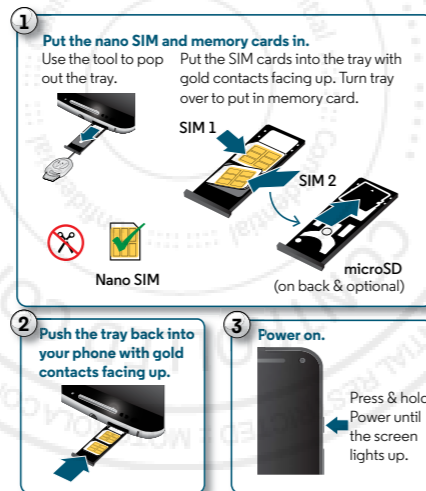 1
Put the nano SIM and memory cards in.
Use the tool to pop
out the tray.
Put the SIM cards into the tray with
gold contacts facing up. Turn tray
over to put in memory card.
SIM 1
SIM 2
Nano SIM
microSD
(on back & optional)
2
Push the tray back into
your phone with gold
contacts facing up.
3
Power on.
Press & hold
Power until
the screen
lights up.